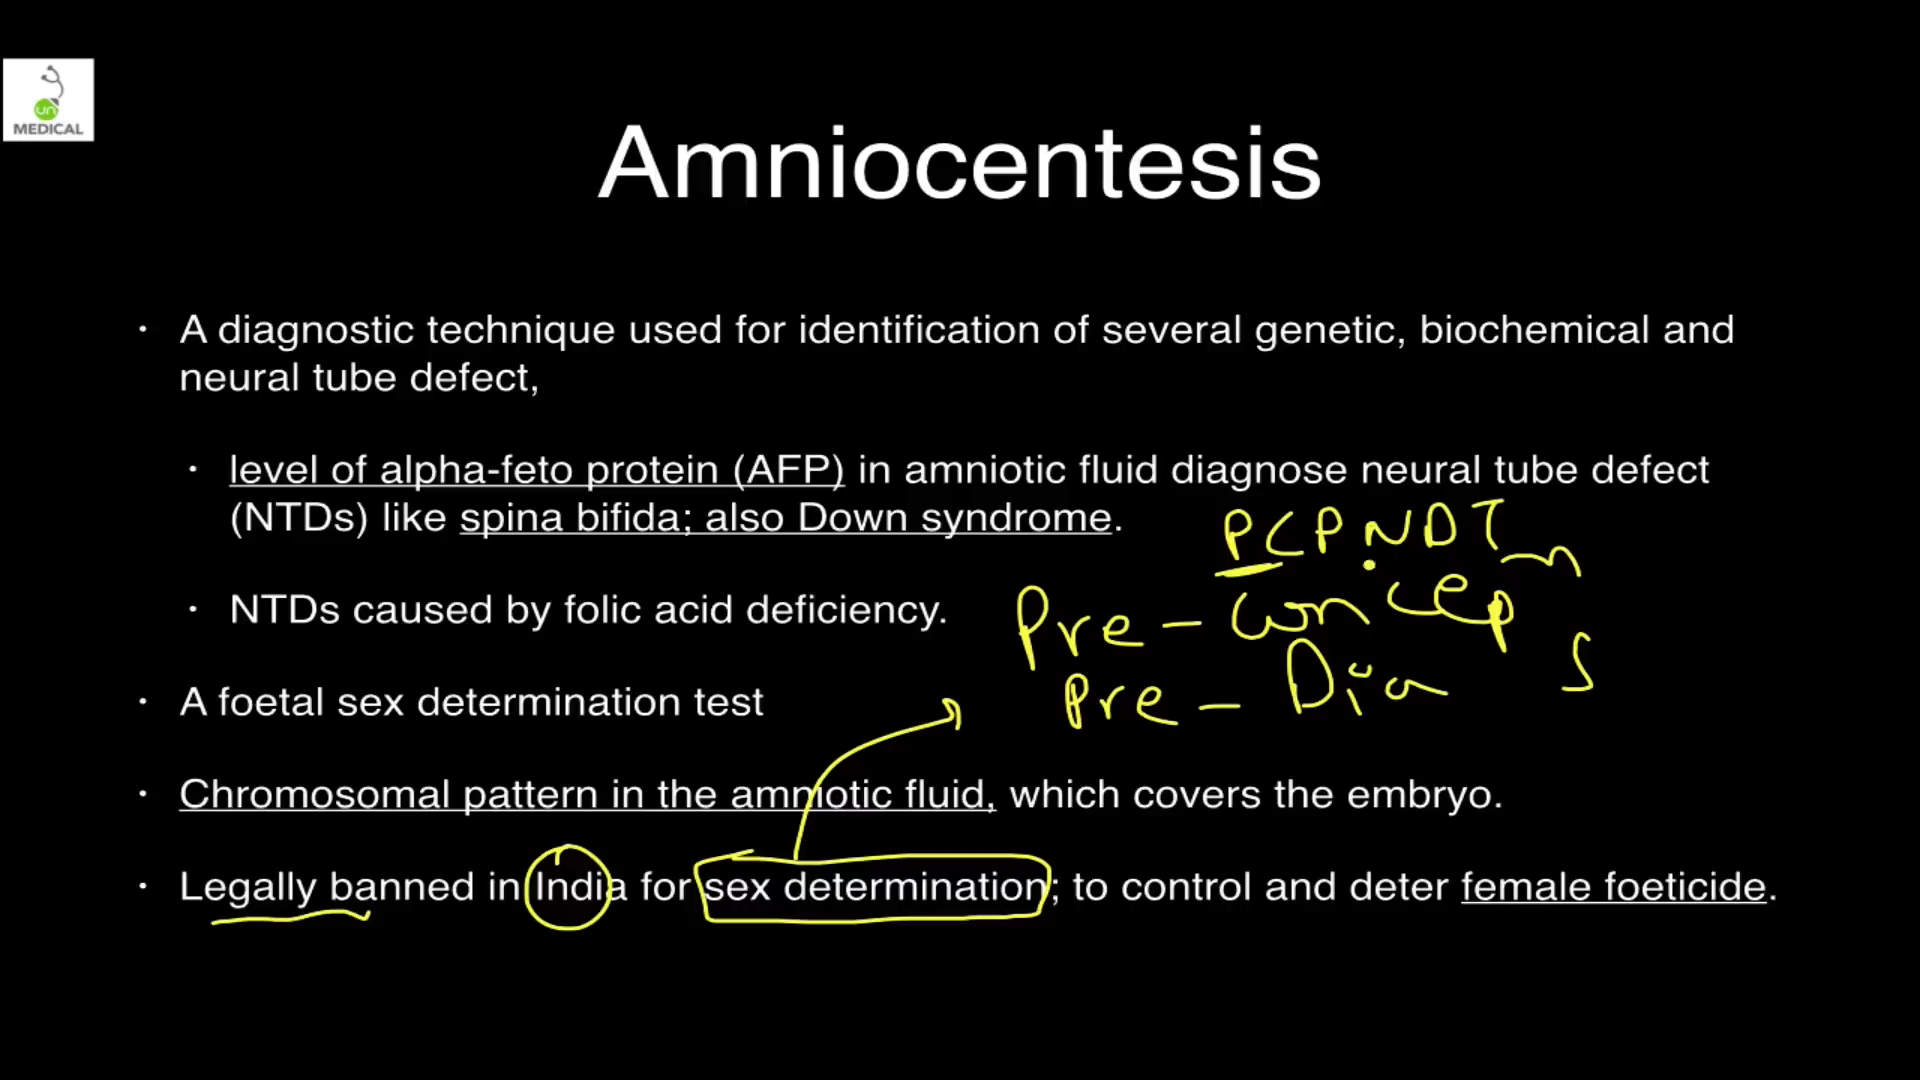 un
MEDICAL
Amniocentesis
• A diagnostic technique used for identification of several genetic, biochemical and
neural tube defect,
• level of alpha-feto protein (AFP) in amniotic fluid diagnose neural tube defect
(NTDs) like spina bifida; also Down syndrome.
PCPNDT
• NTDs caused by folic acid deficiency.
Pre - Concep n
Pre - Dia s
• A foetal sex determination test
• Chromosomal pattern in the amniotic fluid, which covers the embryo.
• Legally banned in India for sex determination; to control and deter female foeticide.